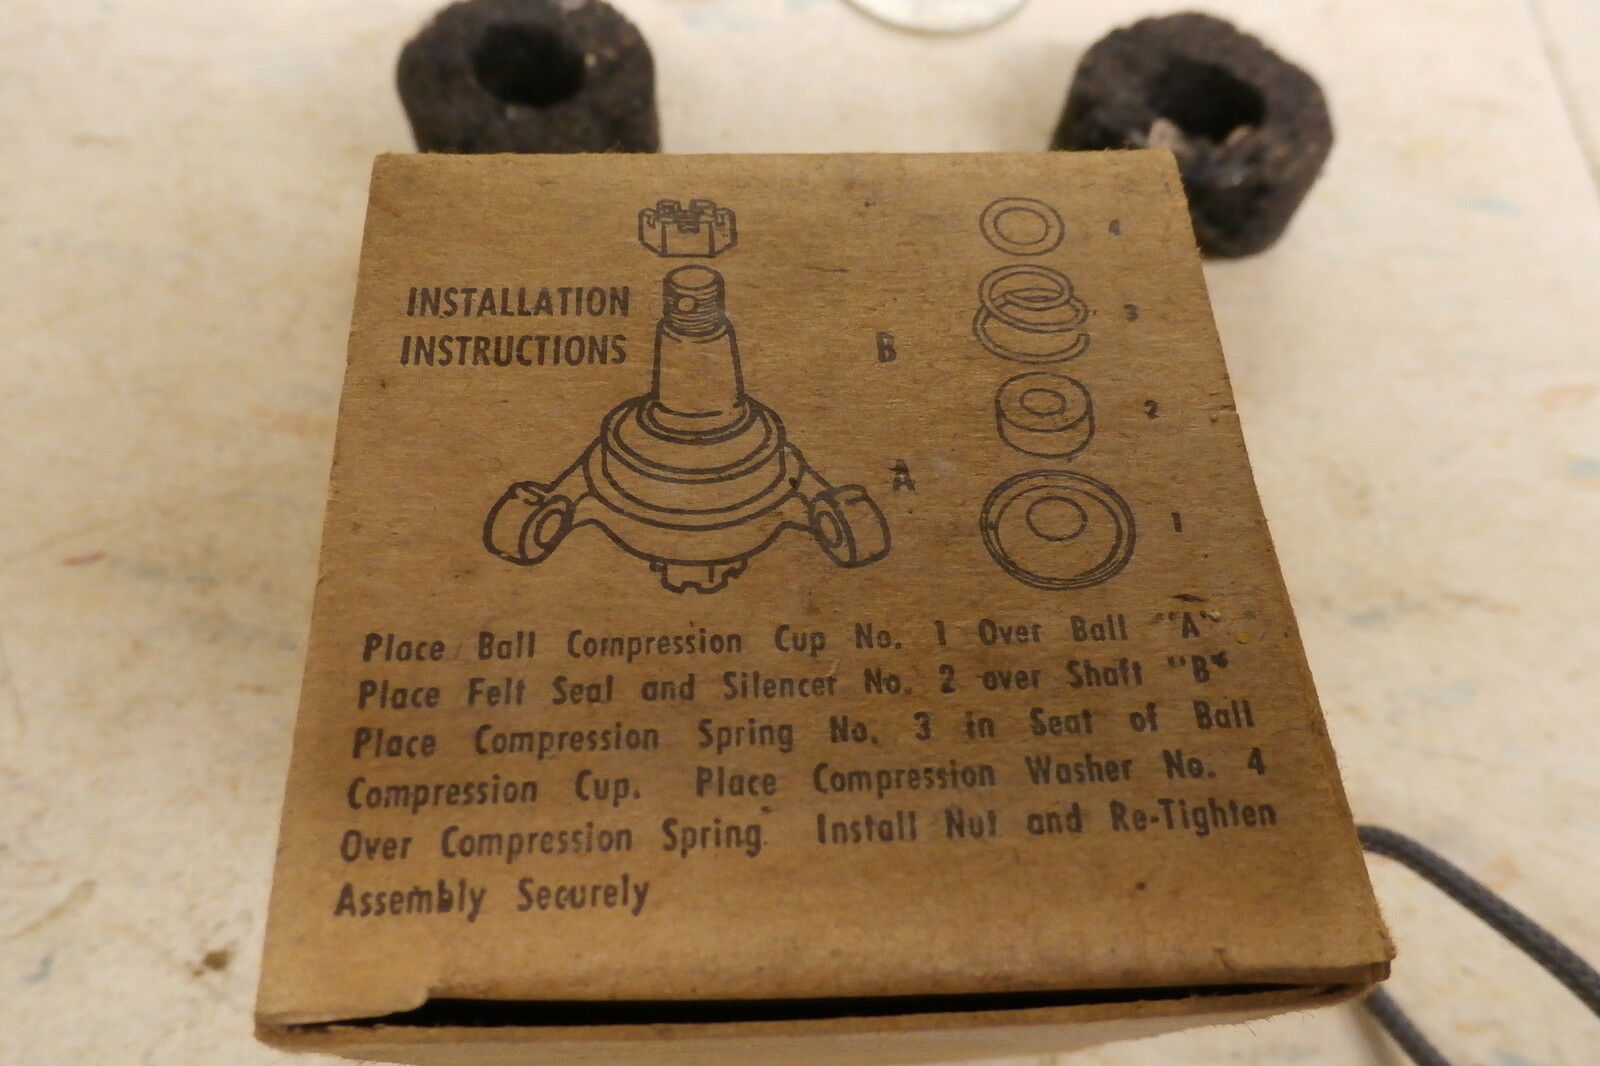 4
INSTALLATION
3
INSTRUCTIONS
B
2
A
1
Place Ball Compression Cup No. 1 Over Ball "A"
Place Felt Seal and Silencer No. 2 over Shaft "B"
Place Compression Spring No. 3 in Seat of Ball
Compression Cup. Place Compression Washer No. 4
Over Compression Spring. Install Nut and Re-Tighten
Assembly Securely